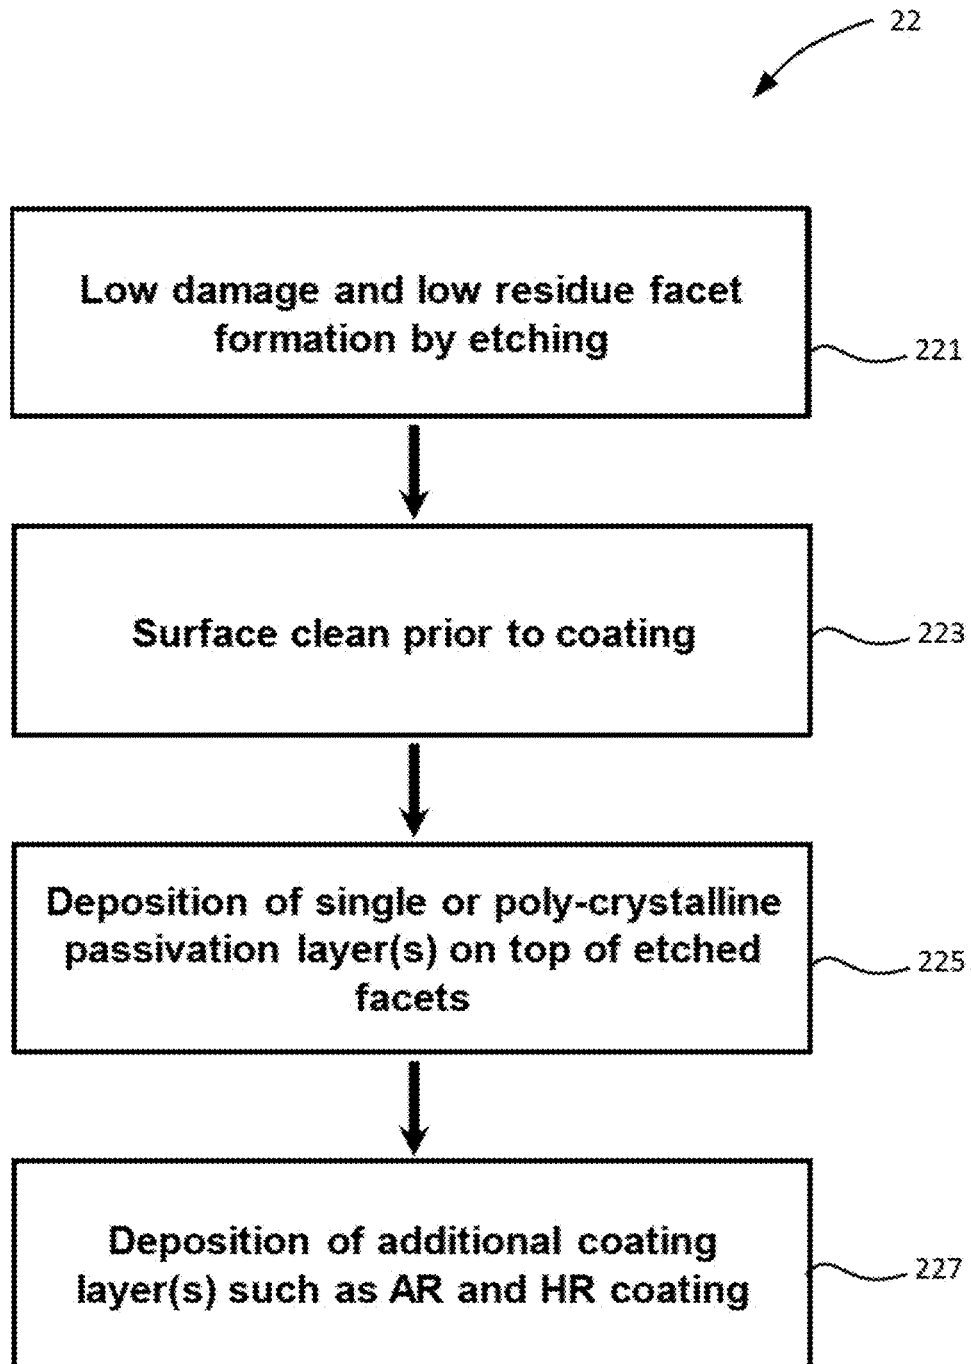 22
Low damage and low residue facet
formation by etching
221
Surface clean prior to coating
223
Deposition of single or poly-crystalline
passivation layer(s) on top of etched
facets
225
Deposition of additional coating
layer(s) such as AR and HR coating
227